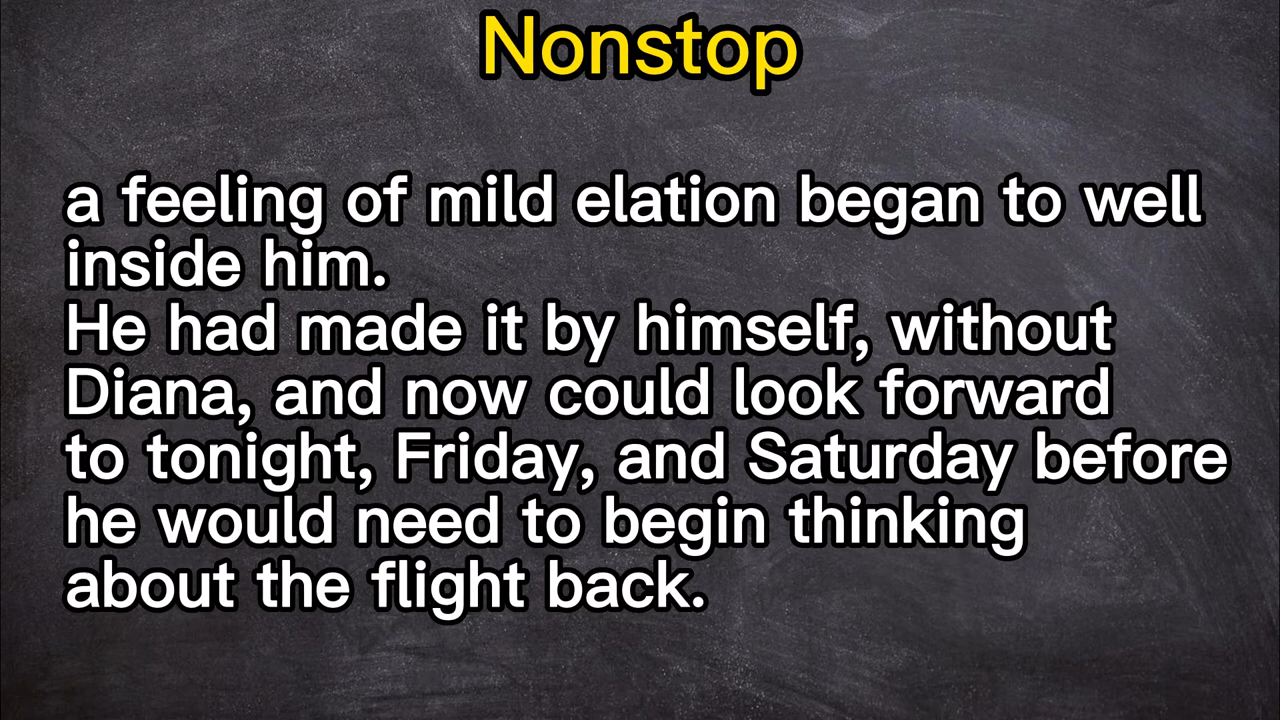 Nonstop
a feeling of mild elation began to well
inside him.
He had made it by himself, without
Diana, and now could look forward
to tonight, Friday, and Saturday before
he would need to begin thinking
about the flight back.